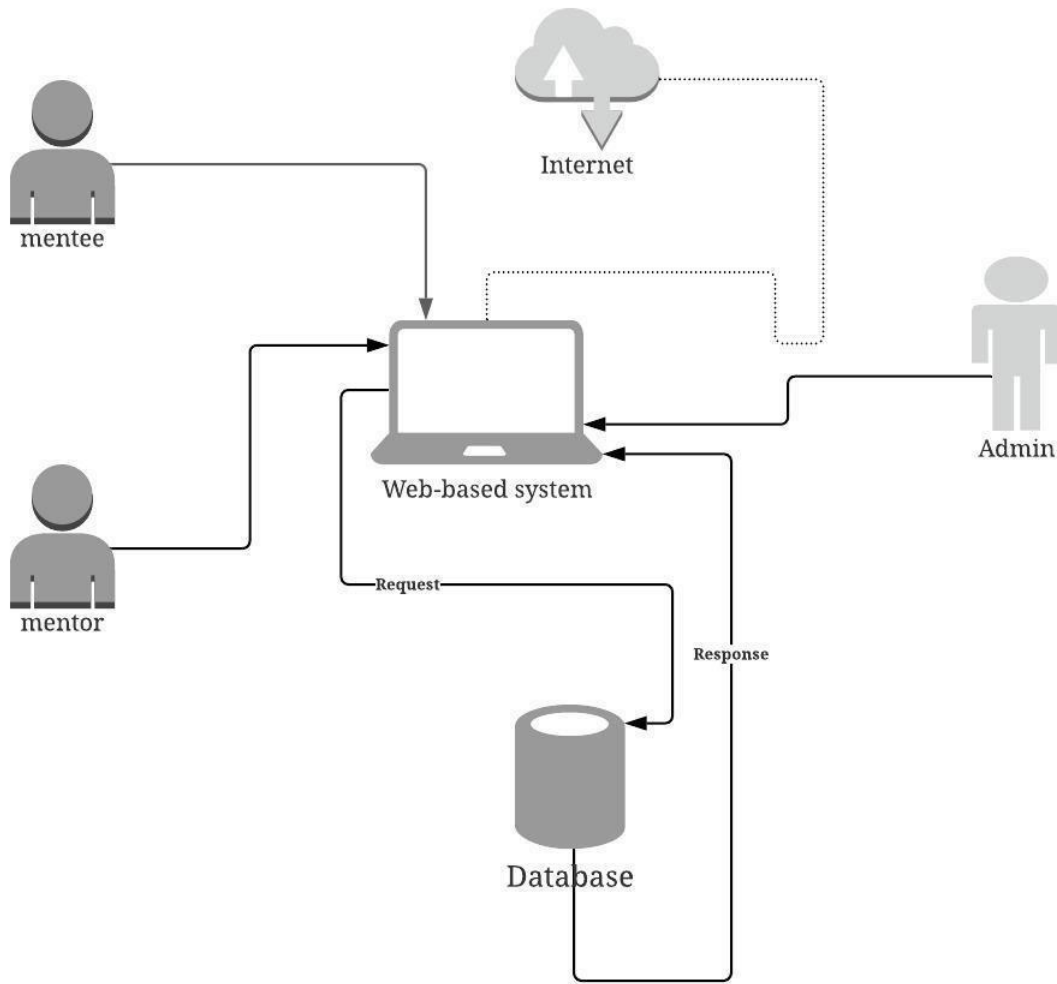 Internet
mentee
Admin
Web-based system
Request
mentor
Response
Database